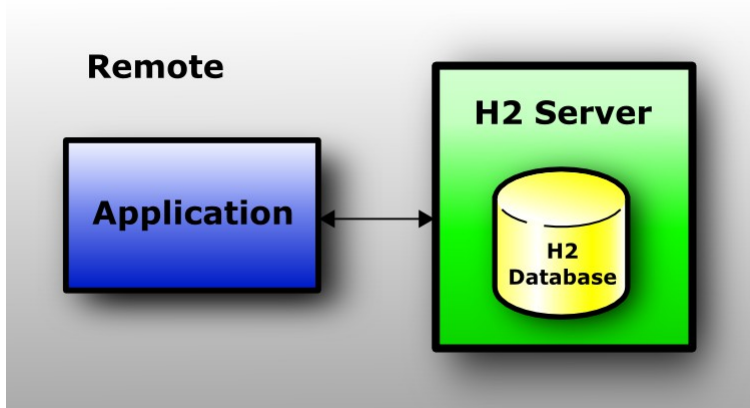 Remote
H2 Server
Application
H2
Database